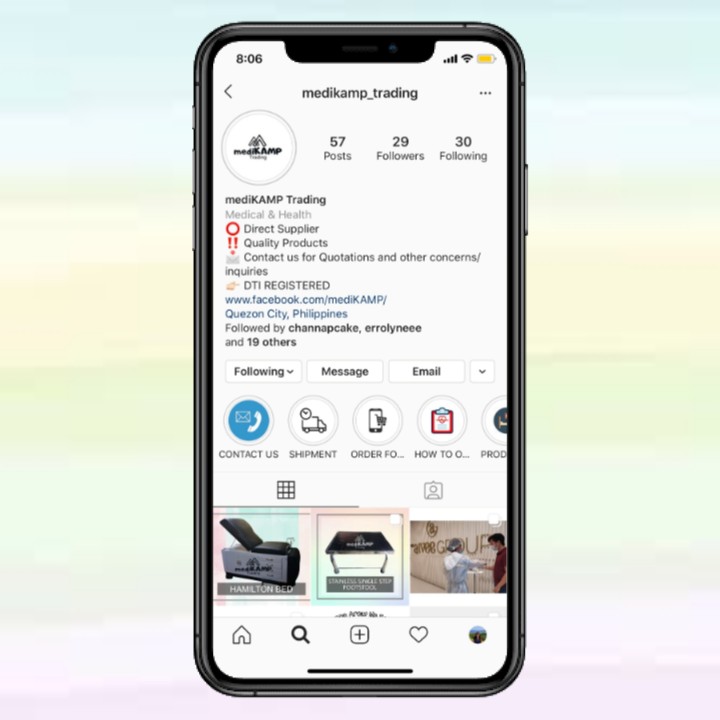 8:06
medikamp_trading
mediKAMP
Trading
57 29 30
Posts Followers Following
mediKAMP Trading
Medical & Health
Direct Supplier
Quality Products
Contact us for Quotations and other concerns/
inquiries
DTI REGISTERED
www.facebook.com/mediKAMP/
Quezon City, Philippines
Followed by channapcake, errolyneee
and 19 others
Following Message Email
CONTACT US SHIPMENT ORDER FO... HOW TO O... PROD
mediKAMP
HAMILTON BED
mediKAMP
STAINLESS SINGLE STEP
FOOTSTOOL
GROUP